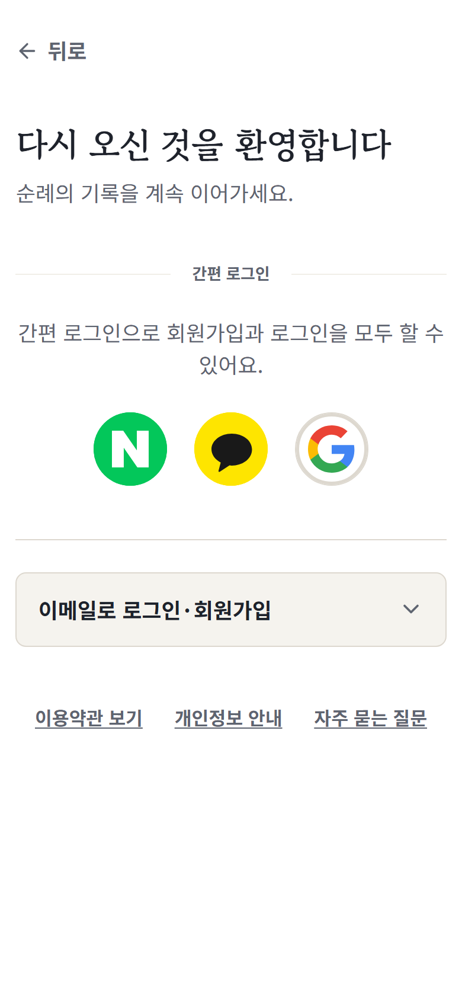 뒤로
다시 오신 것을 환영합니다
순례의 기록을 계속 이어가세요.
간편 로그인
간편 로그인으로 회원가입과 로그인을 모두 할 수
있어요.
이메일로 로그인·회원가입
이용약관 보기 개인정보 안내 자주 묻는 질문